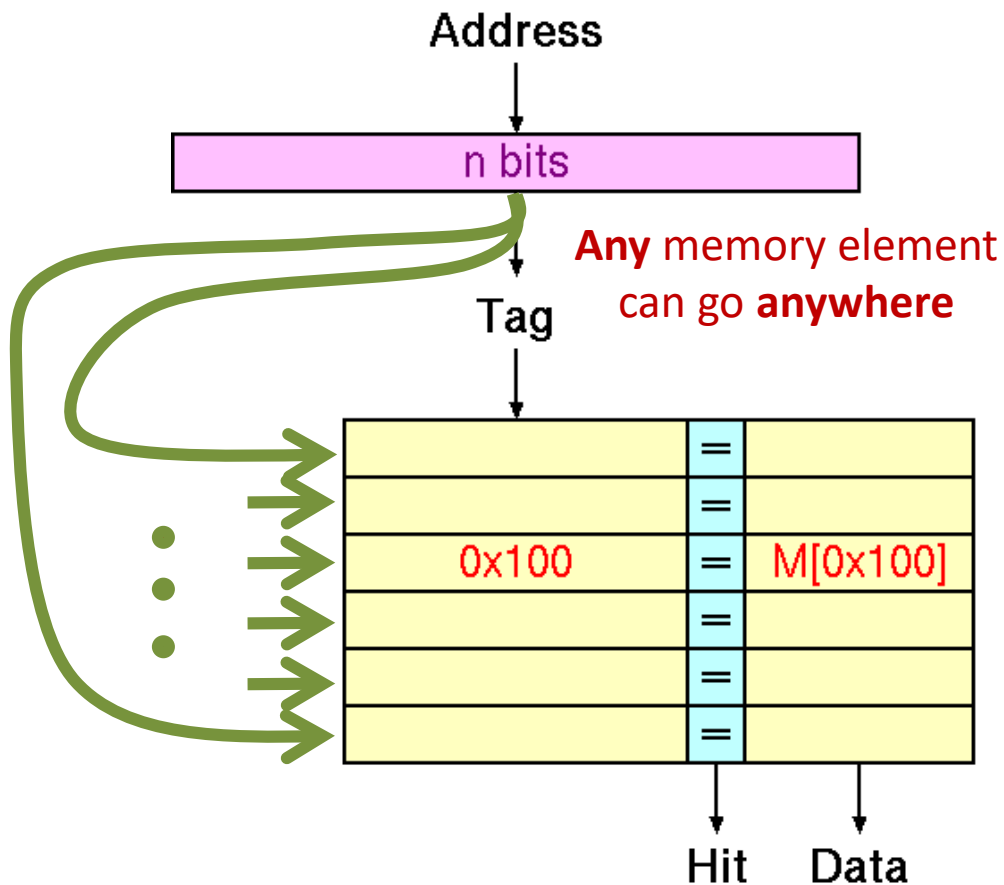 Address
n bits
Any memory element
can go anywhere
Tag
=
=
0x100 = M[0x100]
=
=
=
Hit Data